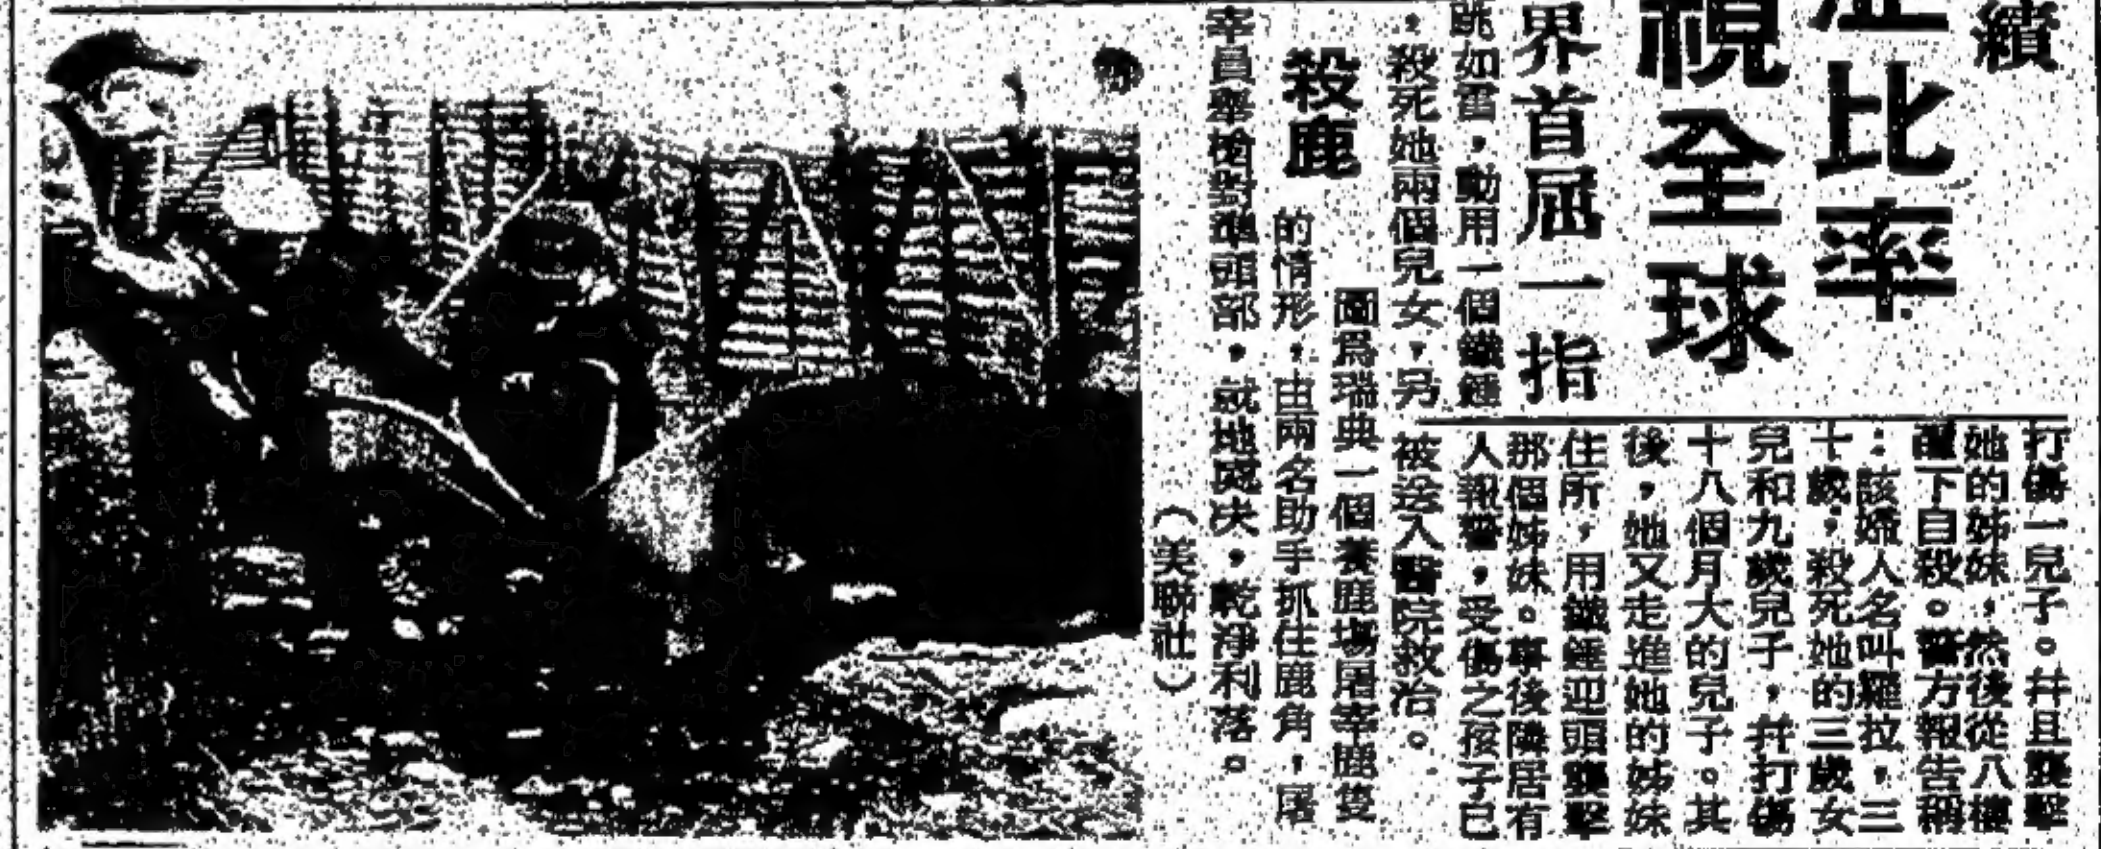 續
比率
視全球
界首屈一指
打傷一兒子。幷且襲擊
她的姊妹，然後從八樓
下自殺。警方報告稱
：該婦人名叫羅拉，三
十歲，殺死她的三歲女
兒和九歲兒子，幷打傷
十八個月大的兒子。其
後，她又走進她的姊妹
住所，用鐵錘迎頭襲擊
那個姊妹。事後隣居有
人報警，受傷之孩子已
跳如雷，動用一個鐵錘
，殺死她兩個兒女，另
被送入醫院救治。
殺鹿
圖爲瑞典一個養鹿場屠宰鹿隻
的情形，由兩名助手抓住鹿角，屠
宰員舉槍對準頭部，就地處决，乾淨利落。
（美聯社）